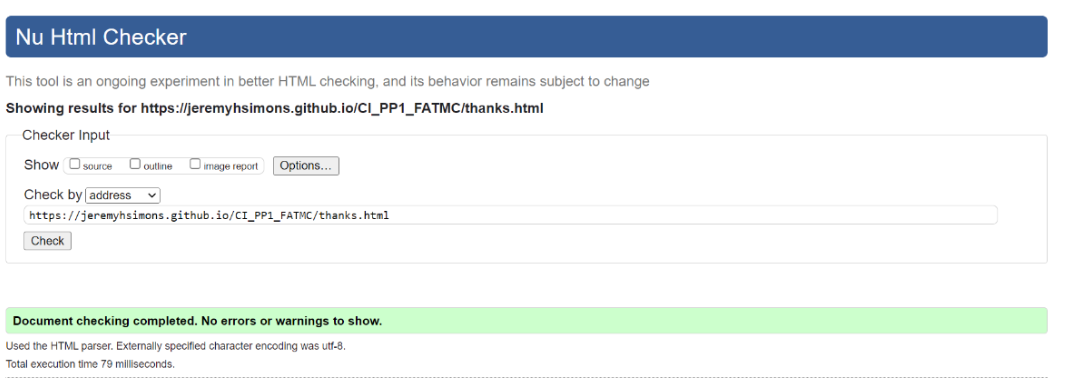 Nu Html Checker
This tool is an ongoing experiment in better HTML checking, and its behavior remains subject to change
Showing results for https://jeremyhsimons.github.io/CI_PP1_FATMC/thanks.html
Checker Input
Show source outline image report Options...
Check by address
https://jeremyhsimons.github.io/CI_PP1_FATMC/thanks.html
Check
Document checking completed. No errors or warnings to show.
Used the HTML parser. Externally specified character encoding was utf-8.
Total execution time 79 milliseconds.